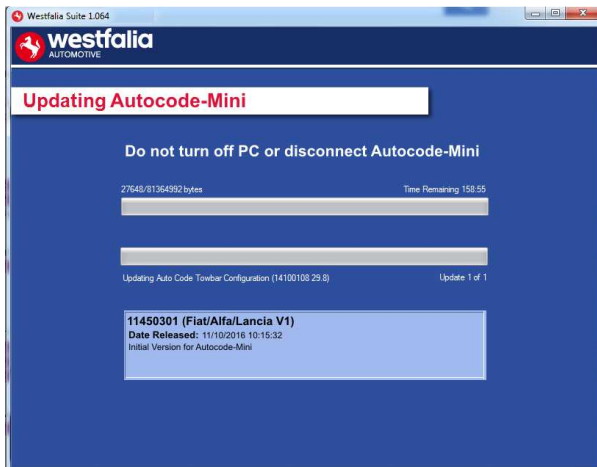 Westfalia Suite 1.064
westfalia
AUTOMOTIVE
Updating Autocode-Mini
Do not turn off PC or disconnect Autocode-Mini
27648/81364992 bytes Time Remaining 158:55
Updating Auto Code Towbar Configuration (14100108 29.8) Update 1 of 1
11450301 (Fiat/Alfa/Lancia V1)
Date Released: 11/10/2016 10:15:32
Initial Version for Autocode-Mini